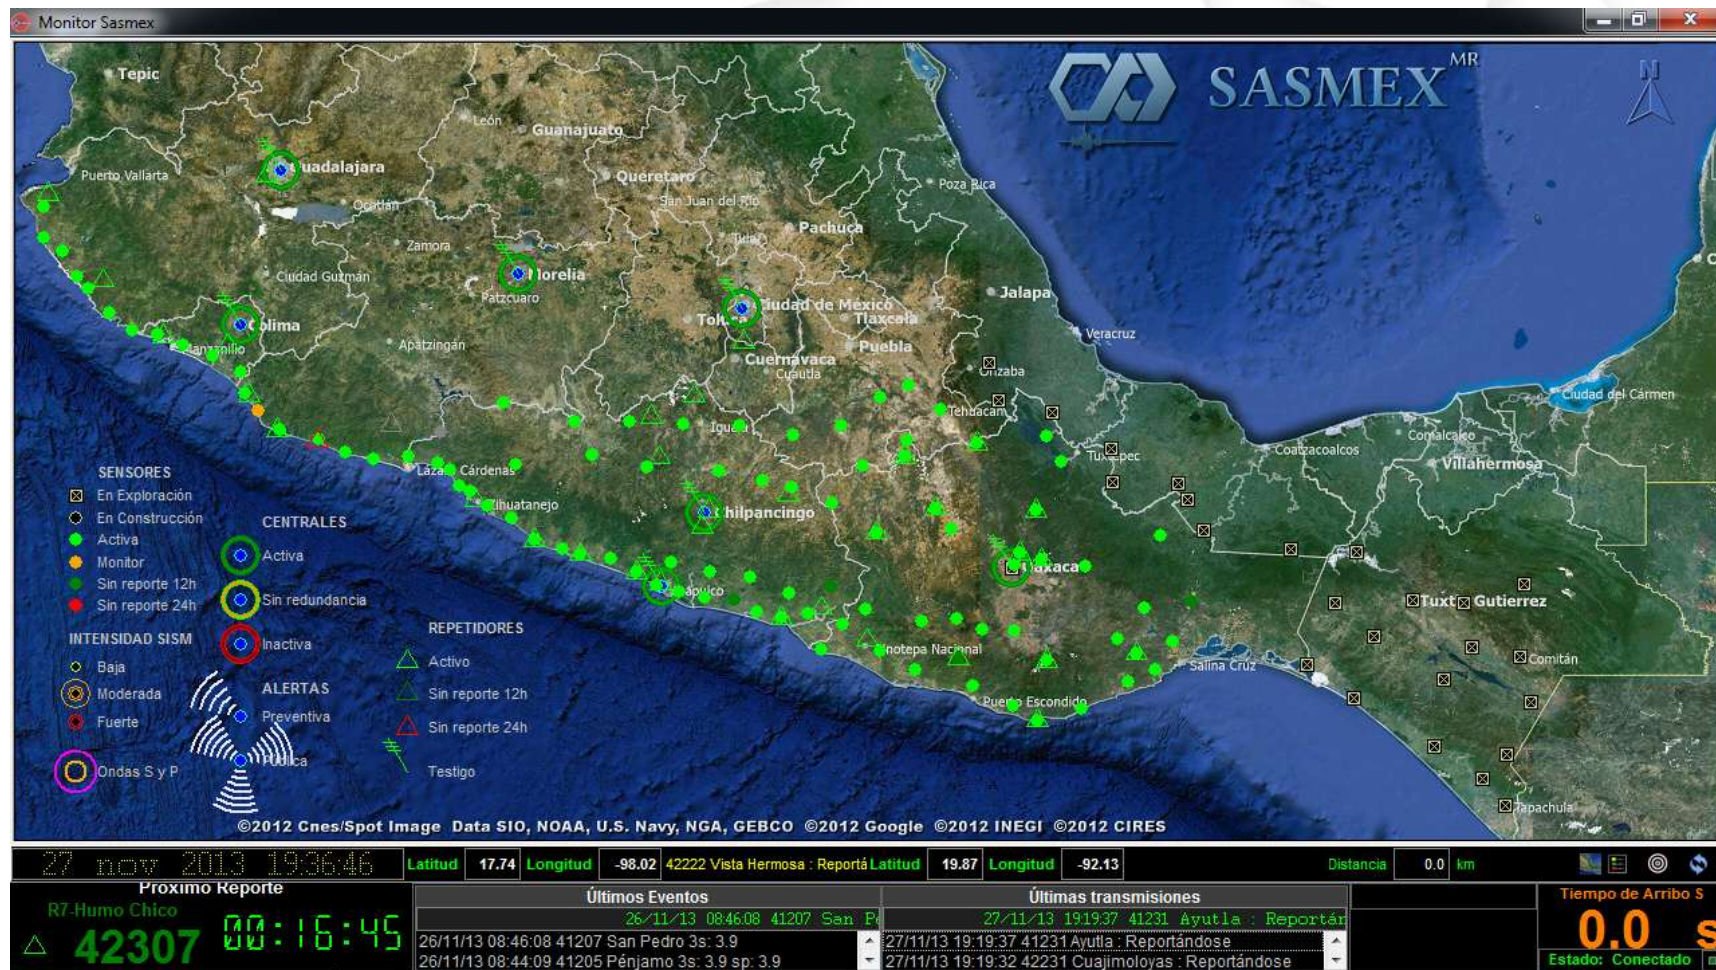 Monitor Sasmex
SASMEX MR
N
Tepic
León
Guanajuato
Puerto Vallarta
Guadalajara
Queretaro
Poza Rica
Ocotlán
San Juan del Río
Pachuca
Tula
Zamora
Ciudad Guzmán
Morelia
Patzcuaro
Ciudad de México
Jalapa
Toluca
Tlaxcala
Colima
Veracruz
Manzanillo
Apatzingán
Puebla
Cuernavaca
Cuautla
Orizaba
Ciudad del Cármen
Tehuacan
Iguala
Comalcalco
Coatzacoalcos
Tuxtepec
Villahermosa
Lázaro Cárdenas
Zihuatanejo
Chilpancingo
Oaxaca
Acapulco
Tuxtla Gutierrez
Pinotepa Nacional
Salina Cruz
Comitán
Puerto Escondido
Tapachula
SENSORES
En Exploración
En Construcción
Activa
Monitor
Sin reporte 12h
Sin reporte 24h
INTENSIDAD SISM
Baja
Moderada
Fuerte
Ondas S y P
CENTRALES
Activa
Sin redundancia
Inactiva
ALERTAS
Preventiva
Pública
REPETIDORES
Activo
Sin reporte 12h
Sin reporte 24h
Testigo
©2012 Cnes/Spot Image Data SIO, NOAA, U.S. Navy, NGA, GEBCO ©2012 Google ©2012 INEGI ©2012 CIRES
27 nov 2013 19:36:46 Latitud 17.74 Longitud -98.02 42222 Vista Hermosa : Reportá Latitud 19.87 Longitud -92.13 Distancia 0.0 km
Próximo Reporte
R7-Humo Chico
42307 00:16:45
Últimos Eventos
26/11/13 08:46:08 41207 San Pe
26/11/13 08:46:08 41207 San Pedro 3s: 3.9
26/11/13 08:44:09 41205 Pénjamo 3s: 3.9 sp: 3.9
Últimas transmisiones
27/11/13 19:19:37 41231 Ayutla : Reportán
27/11/13 19:19:37 41231 Ayutla : Reportándose
27/11/13 19:19:32 42231 Cuajimoloyas : Reportándose
Tiempo de Arribo S
0.0 s
Estado: Conectado